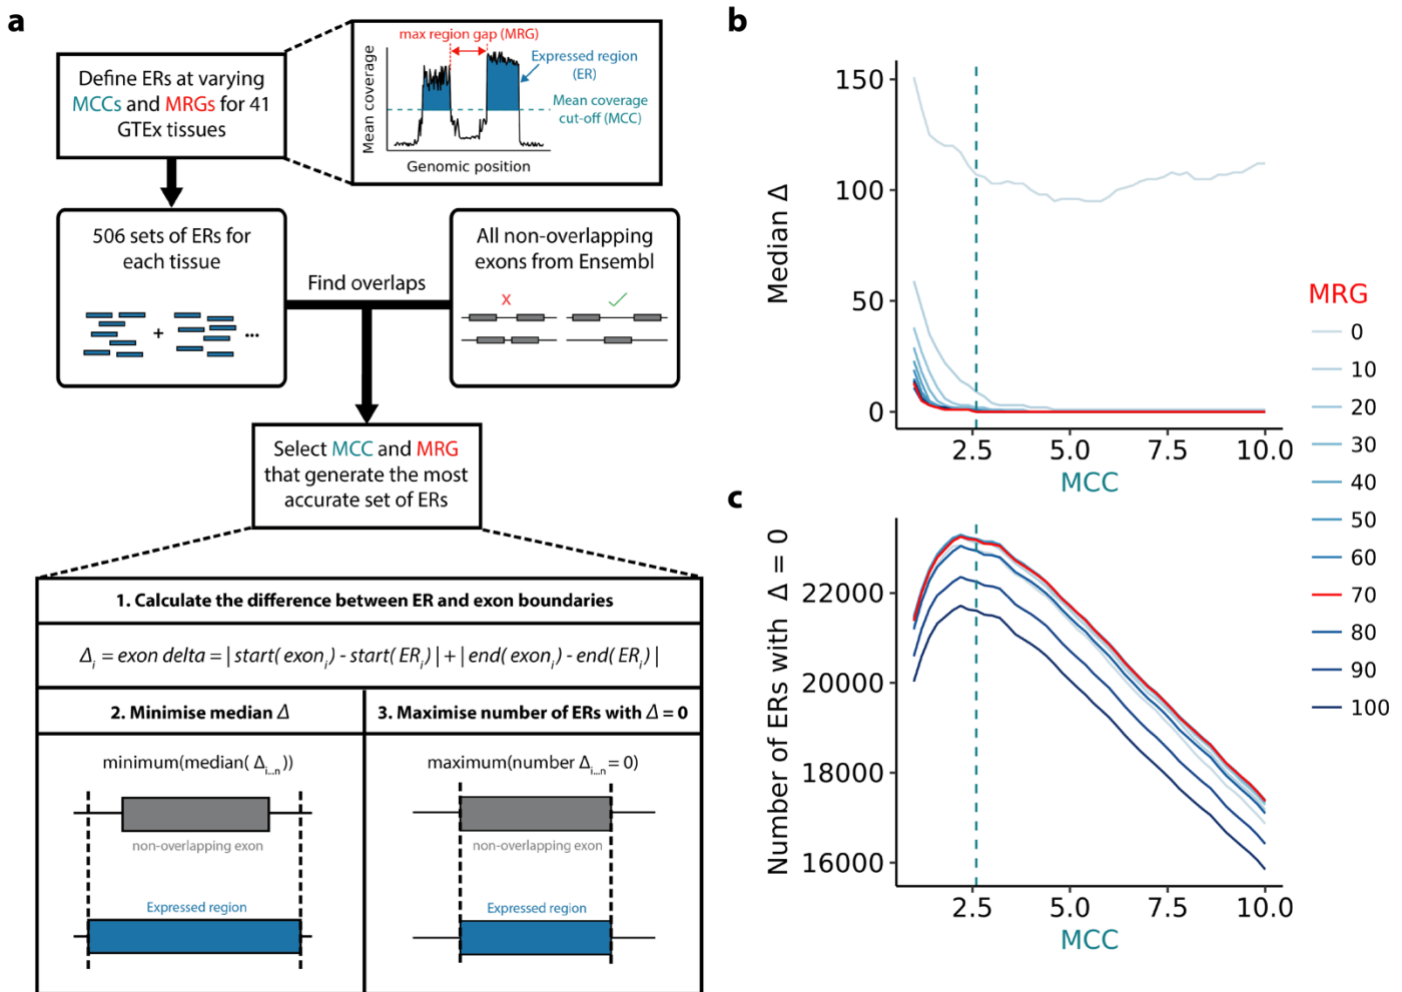 a
Define ERs at varying
MCCs and MRGs for 41
GTEx tissues
max region gap (MRG)
Expressed region
(ER)
Mean coverage
cut-off (MCC)
Mean coverage
Genomic position
506 sets of ERs for
each tissue
+
...
Find overlaps
All non-overlapping
exons from Ensembl
X
✓
Select MCC and MRG
that generate the most
accurate set of ERs
1. Calculate the difference between ER and exon boundaries
Δi = exon delta = | start( exoni ) - start( ERi ) | + | end( exoni ) - end( ERi ) |
2. Minimise median Δ
minimum(median( Δi...n ))
non-overlapping exon
Expressed region
3. Maximise number of ERs with Δ = 0
maximum(number Δi...n = 0)
non-overlapping exon
Expressed region
b
Median Δ
150
100
50
0
2.5 5.0 7.5 10.0
MCC
c
Number of ERs with Δ = 0
22000
20000
18000
16000
2.5 5.0 7.5 10.0
MCC
MRG
0
10
20
30
40
50
60
70
80
90
100